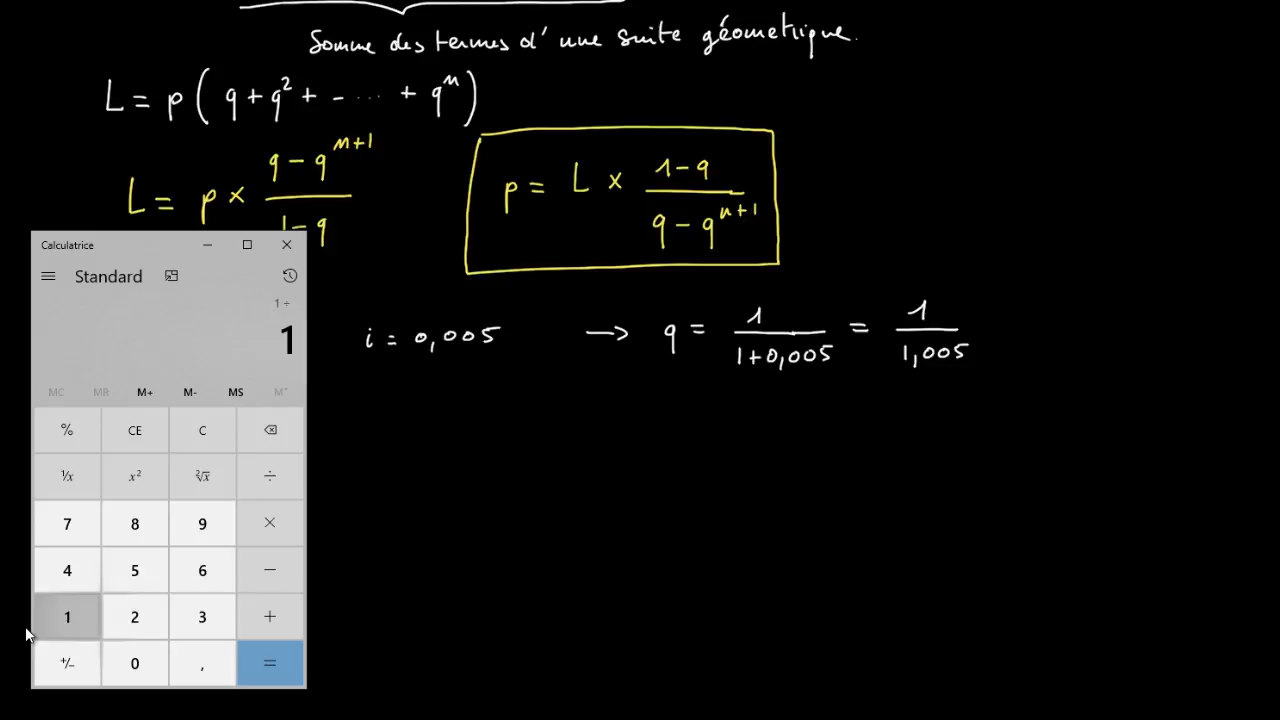 Somme des termes d'une suite géometrique.
L = p ( q + q² + - ... + qⁿ )
L = p × (q - qⁿ⁺¹) / (1 - q)
p = L × (1 - q) / (q - qⁿ⁺¹)
Calculatrice
Standard
1 ÷
1
i = 0,005 → q = 1 / (1+0,005) = 1 / 1,005
MC MR M+ M- MS M˅
% CE C
¹/x x² ²√x ÷
7 8 9 ×
4 5 6 −
1 2 3 +
+/- 0 , =